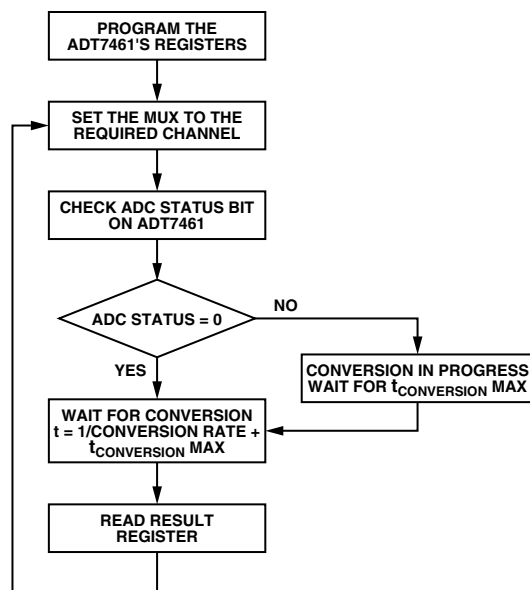 PROGRAM THE
ADT7461'S REGISTERS
SET THE MUX TO THE
REQUIRED CHANNEL
CHECK ADC STATUS BIT
ON ADT7461
ADC STATUS = 0
NO
YES
CONVERSION IN PROGRESS
WAIT FOR tCONVERSION MAX
WAIT FOR CONVERSION
t = 1/CONVERSION RATE +
tCONVERSION MAX
READ RESULT
REGISTER